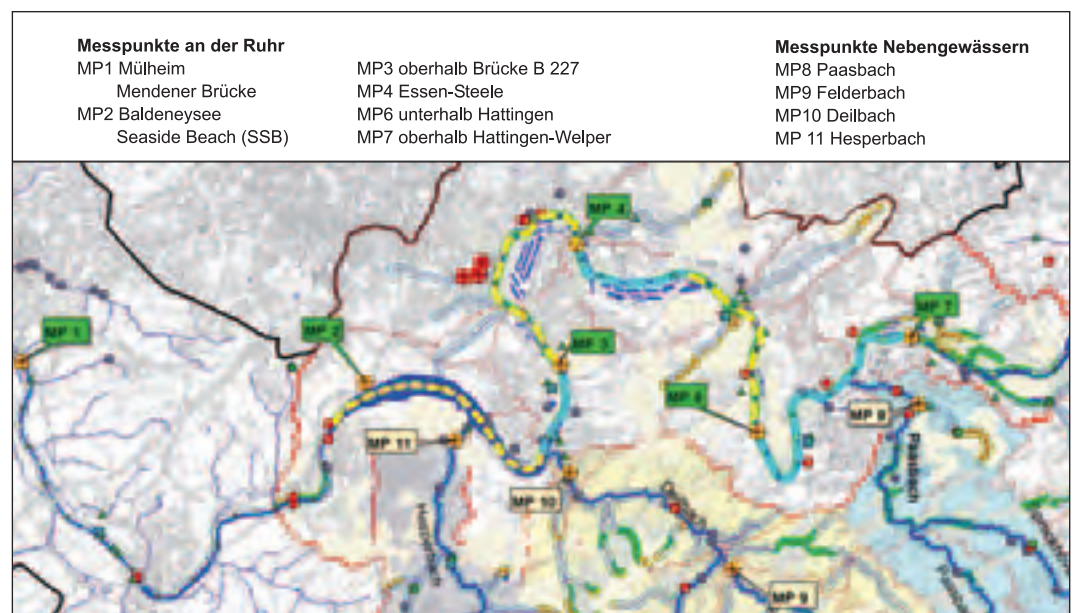 Messpunkte an der Ruhr
MP1 Mülheim
Mendener Brücke
MP2 Baldeneysee
Seaside Beach (SSB)
MP3 oberhalb Brücke B 227
MP4 Essen-Steele
MP6 unterhalb Hattingen
MP7 oberhalb Hattingen-Welper
Messpunkte Nebengewässern
MP8 Paasbach
MP9 Felderbach
MP10 Deilbach
MP 11 Hesperbach
MP 4
MP 1
MP 2
MP 7
MP 3
MP 6
MP 8
MP 11
Paasbach
MP 10
Hesperbach
MP 9